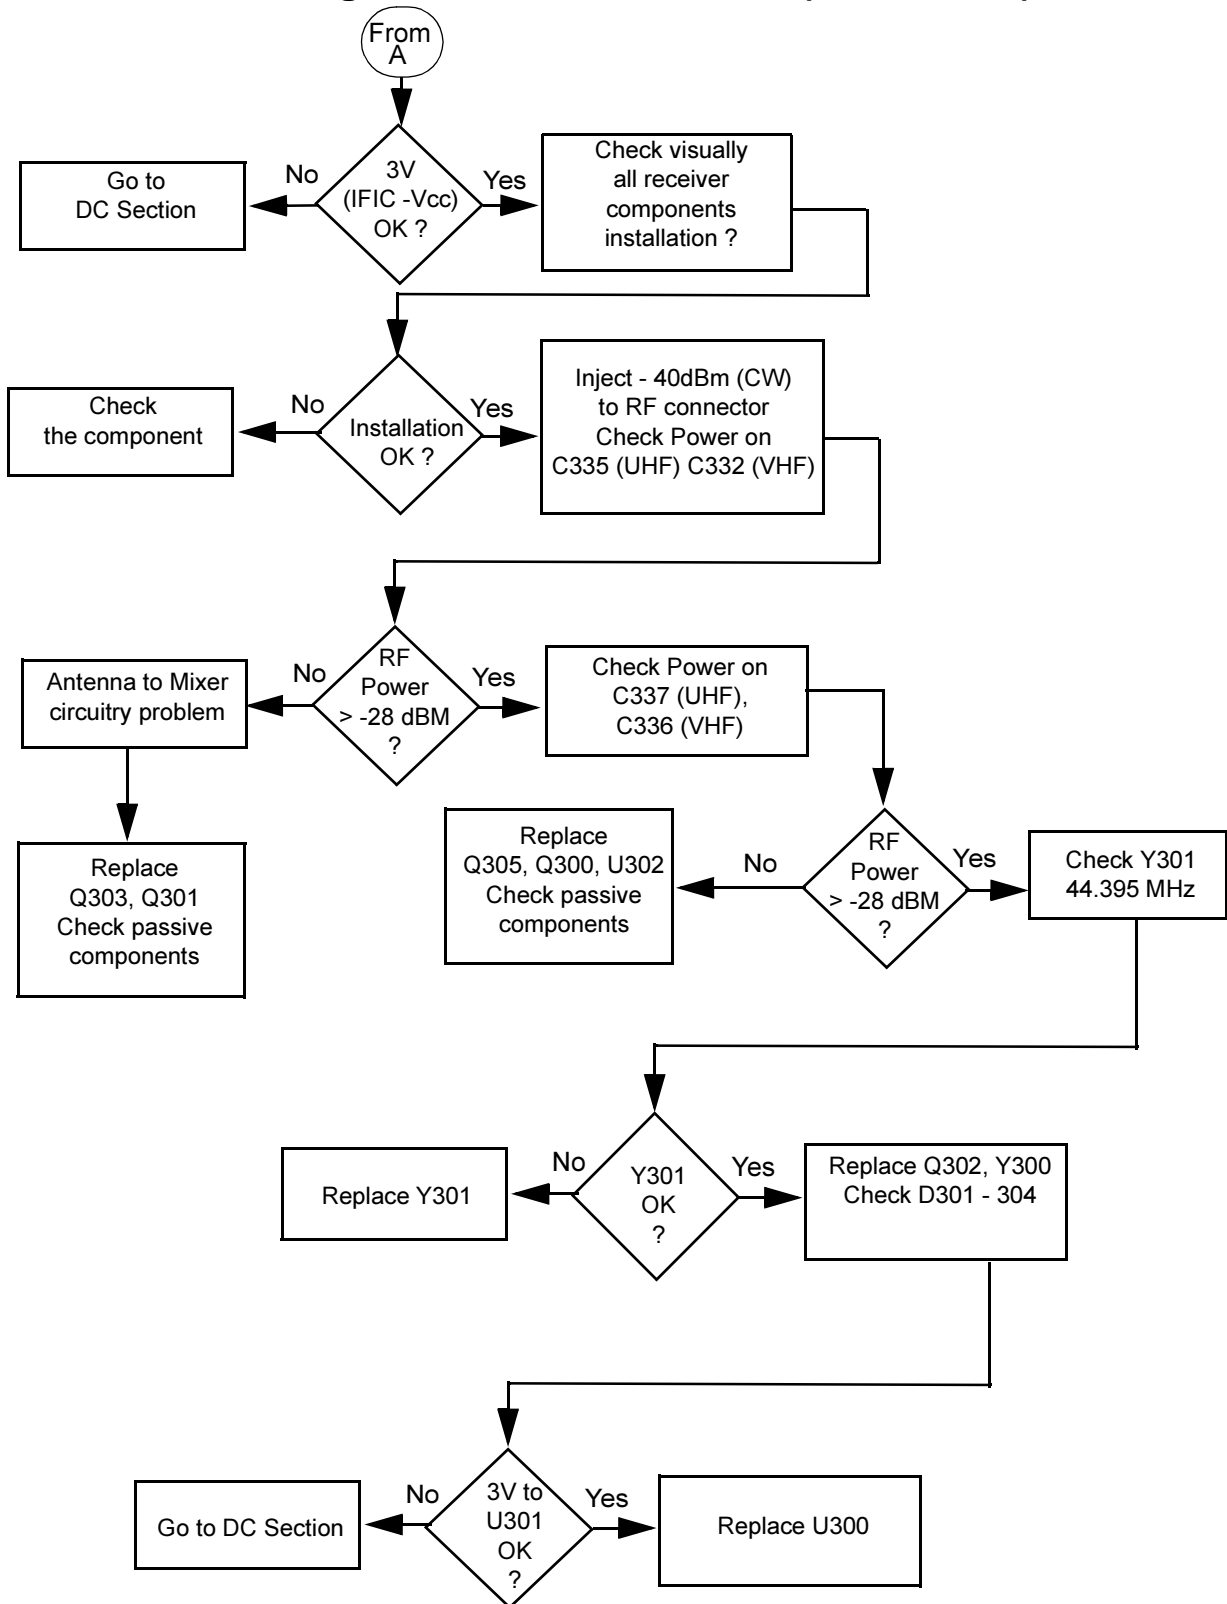 From
A
3V
(IFIC -Vcc)
OK ?
No
Yes
Go to
DC Section
Check visually
all receiver
components
installation ?
Installation
OK ?
No
Yes
Check
the component
Inject - 40dBm (CW)
to RF connector
Check Power on
C335 (UHF) C332 (VHF)
RF
Power
> -28 dBM
?
No
Yes
Antenna to Mixer
circuitry problem
Check Power on
C337 (UHF),
C336 (VHF)
Replace
Q303, Q301
Check passive
components
Replace
Q305, Q300, U302
Check passive
components
No
RF
Power
> -28 dBM
?
Yes
Check Y301
44.395 MHz
Replace Y301
No
Y301
OK
?
Yes
Replace Q302, Y300
Check D301 - 304
Go to DC Section
No
3V to
U301
OK
?
Yes
Replace U300